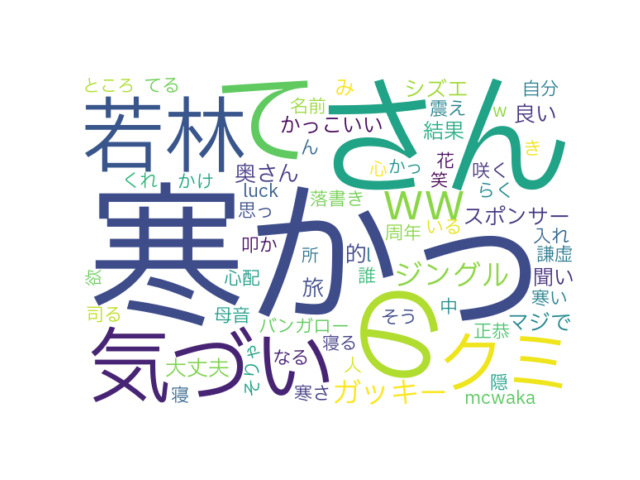 ところ
てる
若林
て
さん
み
シズエ
自分
名前
震え
w
良い
かっこいい
結果
ん
花
き
奥さん
心
かっ
咲く
くれ
かけ
笑
luck
落書き
ww
らく
寒かっ
思っ
スポンサー
周年
いる
入れ
叩か
所
的
l
謙虚
欲
心配
旅
誰
ジングル
聞い
寒い
司る
母音
6
そう
中
マジで
気づい
バンガロー
正恭
クミ
大丈夫
なる
寝る
人
寝
寒さ
ガッキー
隠
mcwaka